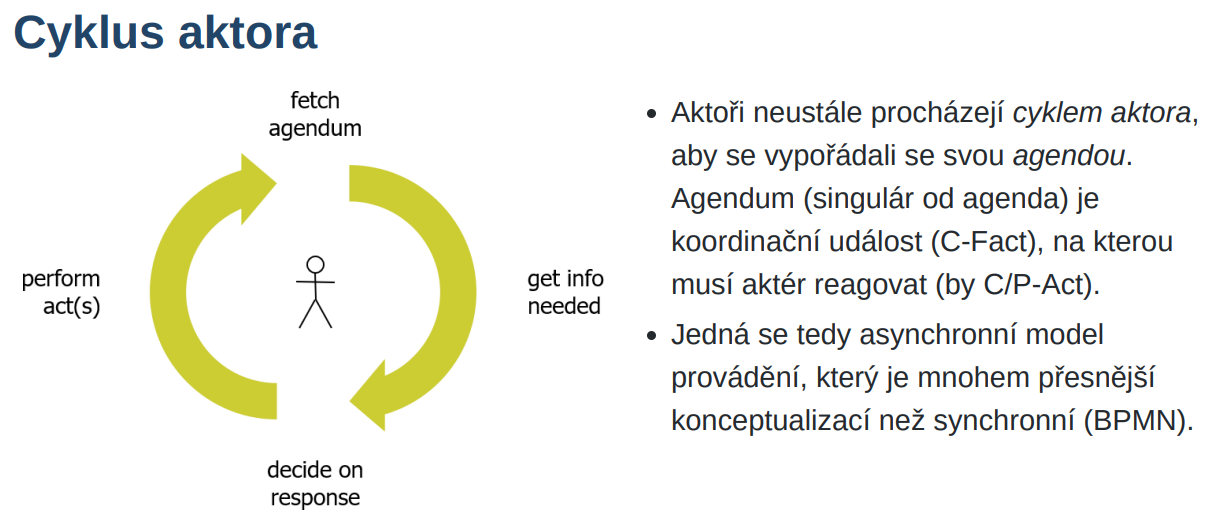 Cyklus aktora
fetch
agendum
get info
needed
decide on
response
perform
act(s)
• Aktoři neustále procházejí cyklem aktora,
aby se vypořádali se svou agendou.
Agendum (singulár od agenda) je
koordinační událost (C-Fact), na kterou
musí aktér reagovat (by C/P-Act).
• Jedná se tedy asynchronní model
provádění, který je mnohem přesnější
konceptualizací než synchronní (BPMN).